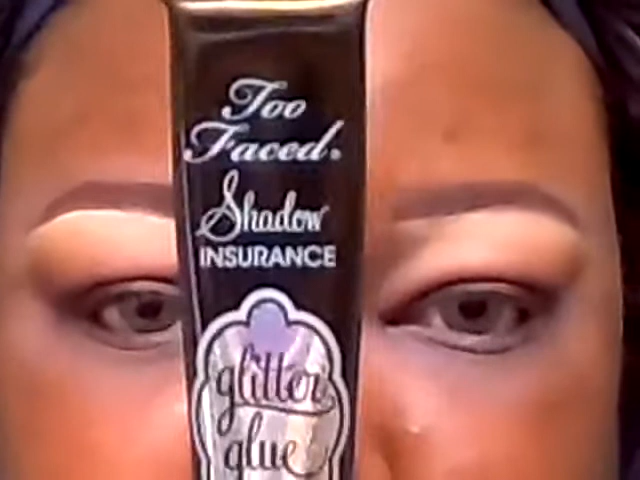 Too
Faced.
Shadow
INSURANCE
glitter
glue